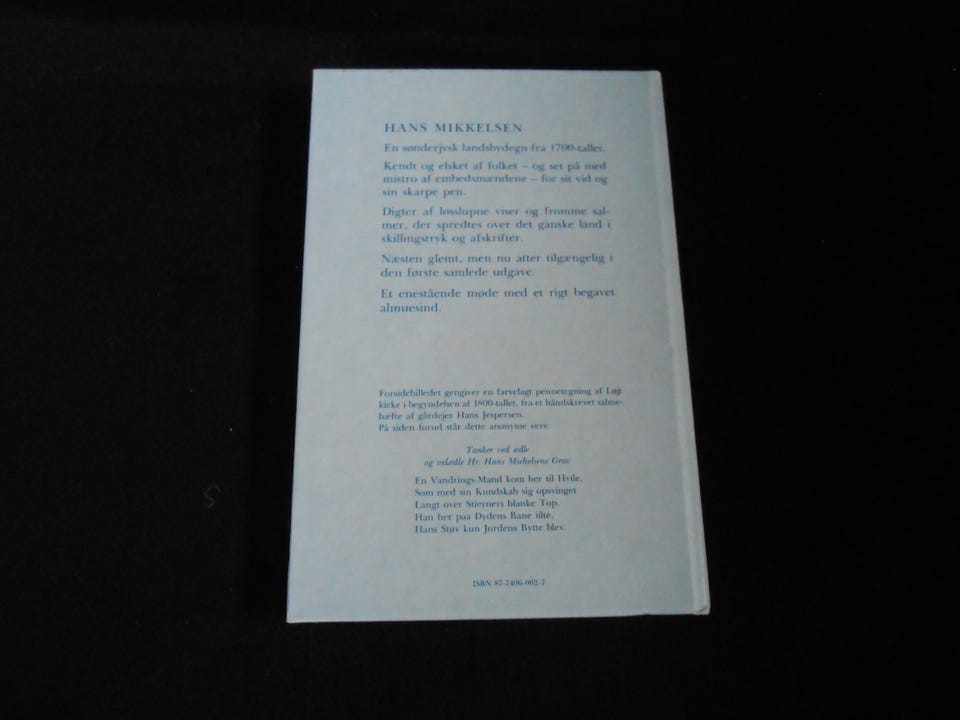 HANS MIKKELSEN
En sønderjysk landsbydegn fra 1700-tallet.
Kendt og elsket af folket – og set på med
mistro af embedsmændene – for sit vid og
sin skarpe pen.
Digter af løsslupne viser og fromme sal-
mer, der spredtes over det ganske land i
skillingstryk og afskrifter.
Næsten glemt, men nu atter tilgængelig i
den første samlede udgave.
Et enestående møde med et rigt begavet
almuesind.
Forsidebilledet gengiver en farvelagt pennetegning af Løjt
kirke i begyndelsen af 1800-tallet, fra et håndskrevet salme-
hæfte af gårdejer Hans Jespersen.
På siden forud står dette anonyme vers:
Tanker ved ædle
og velædle Hr. Hans Michelsens Grav
En Vandrings-Mand kom her til Hvile,
Som med sin Kundskab sig opsvinget
Langt over Stierners blanke Top,
Han her paa Dydens Bane iilte,
Hans Støv kun Jordens Bytte blev.
ISBN 87-7406-002-7